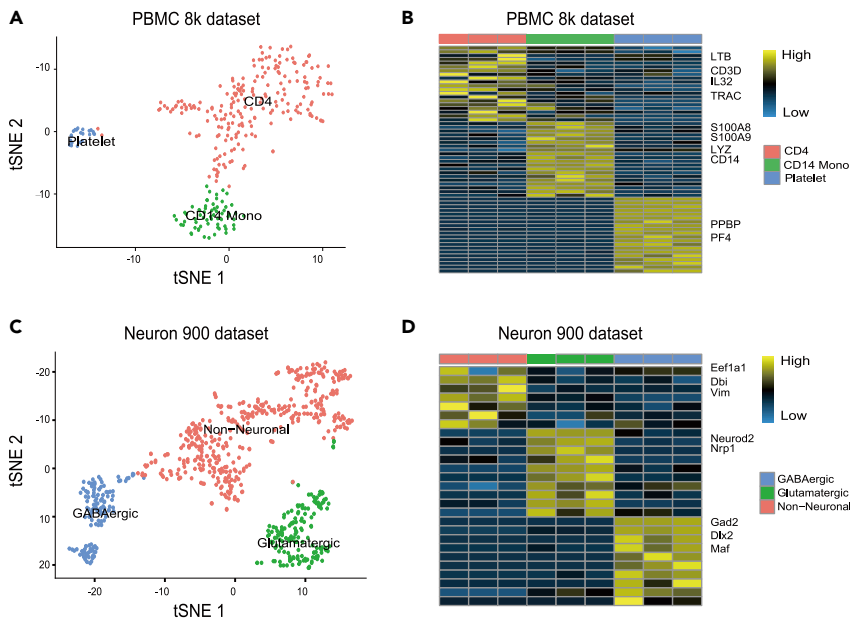 A
PBMC 8k dataset
tSNE 2
-10
0
-10
CD4
Platelet
CD14 Mono
-10
0
10
tSNE 1
B
PBMC 8k dataset
LTB
CD3D
IL32
TRAC
S100A8
S100A9
LYZ
CD14
PPBP
PF4
High
Low
CD4
CD14 Mono
Platelet
C
Neuron 900 dataset
tSNE 2
-20
-10
0
10
20
Non-Neuronal
GABAergic
Glutamatergic
-20
-10
0
10
tSNE 1
D
Neuron 900 dataset
Eef1a1
Dbi
Vim
Neurod2
Nrp1
Gad2
Dlx2
Maf
High
Low
GABAergic
Glutamatergic
Non-Neuronal